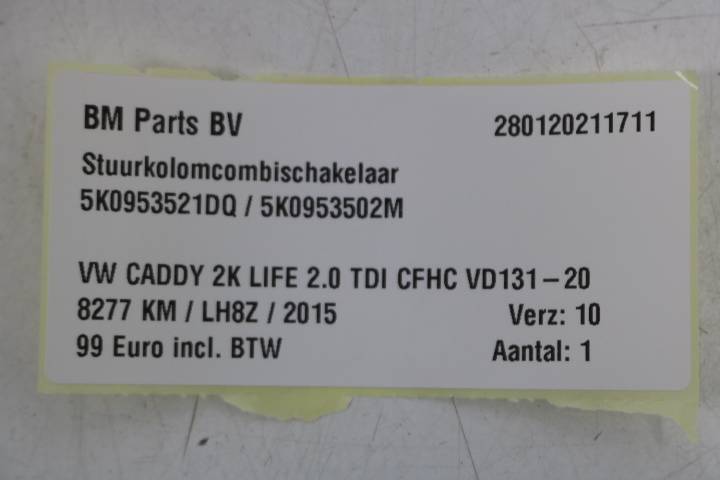 BM Parts BV 280120211711
Stuurkolomcombischakelaar
5K0953521DQ / 5K0953502M
VW CADDY 2K LIFE 2.0 TDI CFHC VD131-20
8277 KM / LH8Z / 2015 Verz: 10
99 Euro incl. BTW Aantal: 1